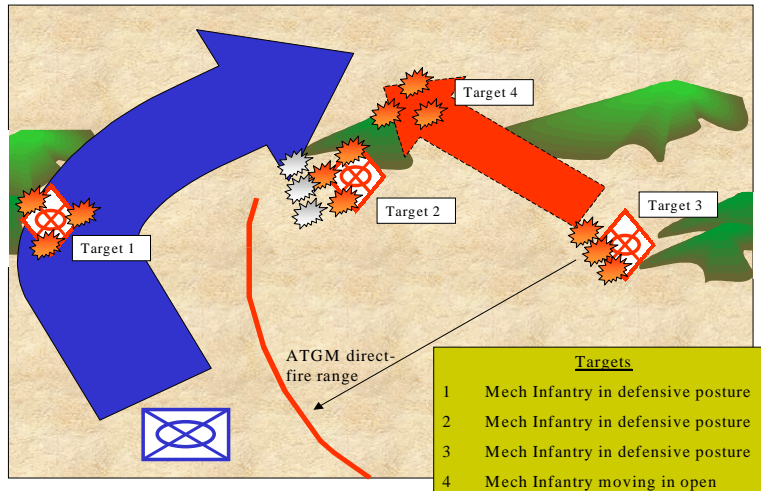 Target 4
Target 1
Target 2
Target 3
ATGM direct-
fire range
Targets
1 Mech Infantry in defensive posture
2 Mech Infantry in defensive posture
3 Mech Infantry in defensive posture
4 Mech Infantry moving in open